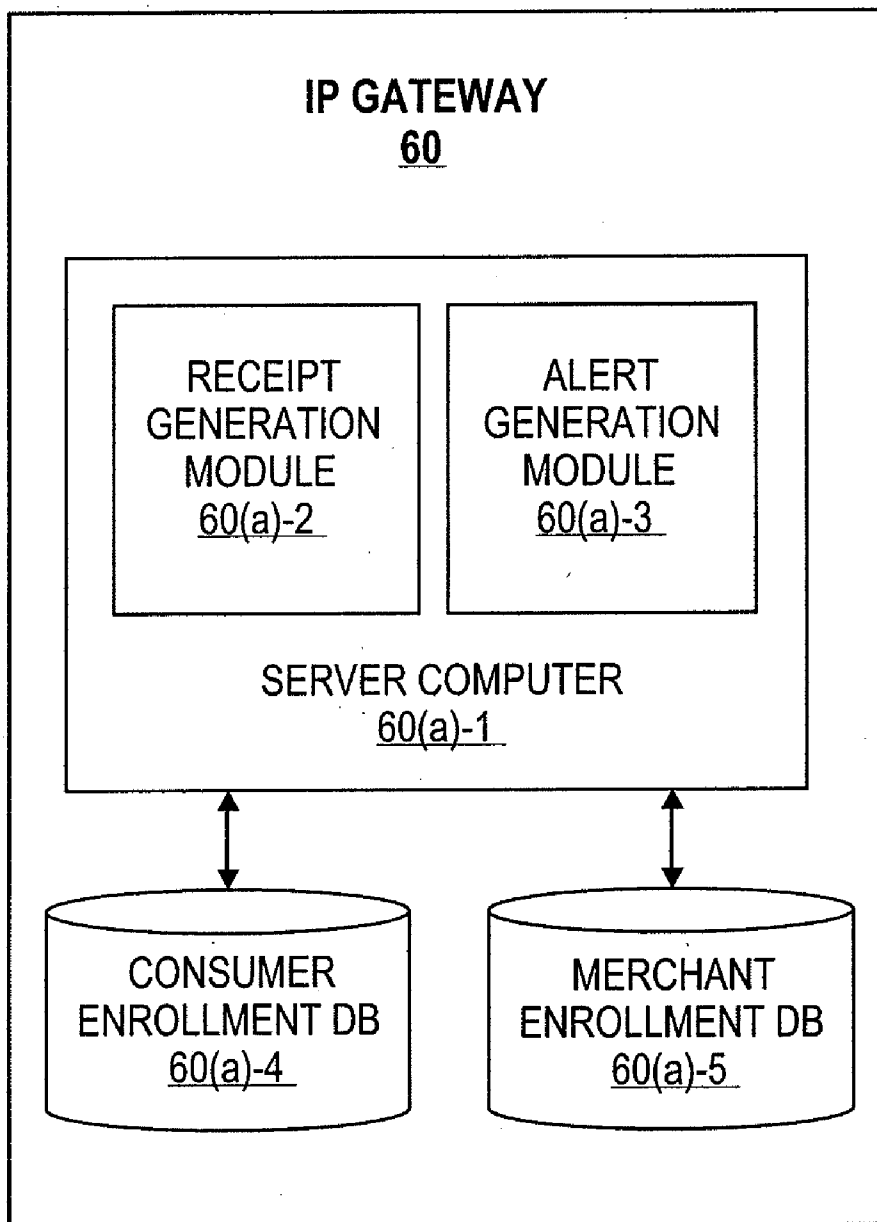 IP GATEWAY
60
RECEIPT
GENERATION
MODULE
60(a)-2
ALERT
GENERATION
MODULE
60(a)-3
SERVER COMPUTER
60(a)-1
CONSUMER
ENROLLMENT DB
60(a)-4
MERCHANT
ENROLLMENT DB
60(a)-5